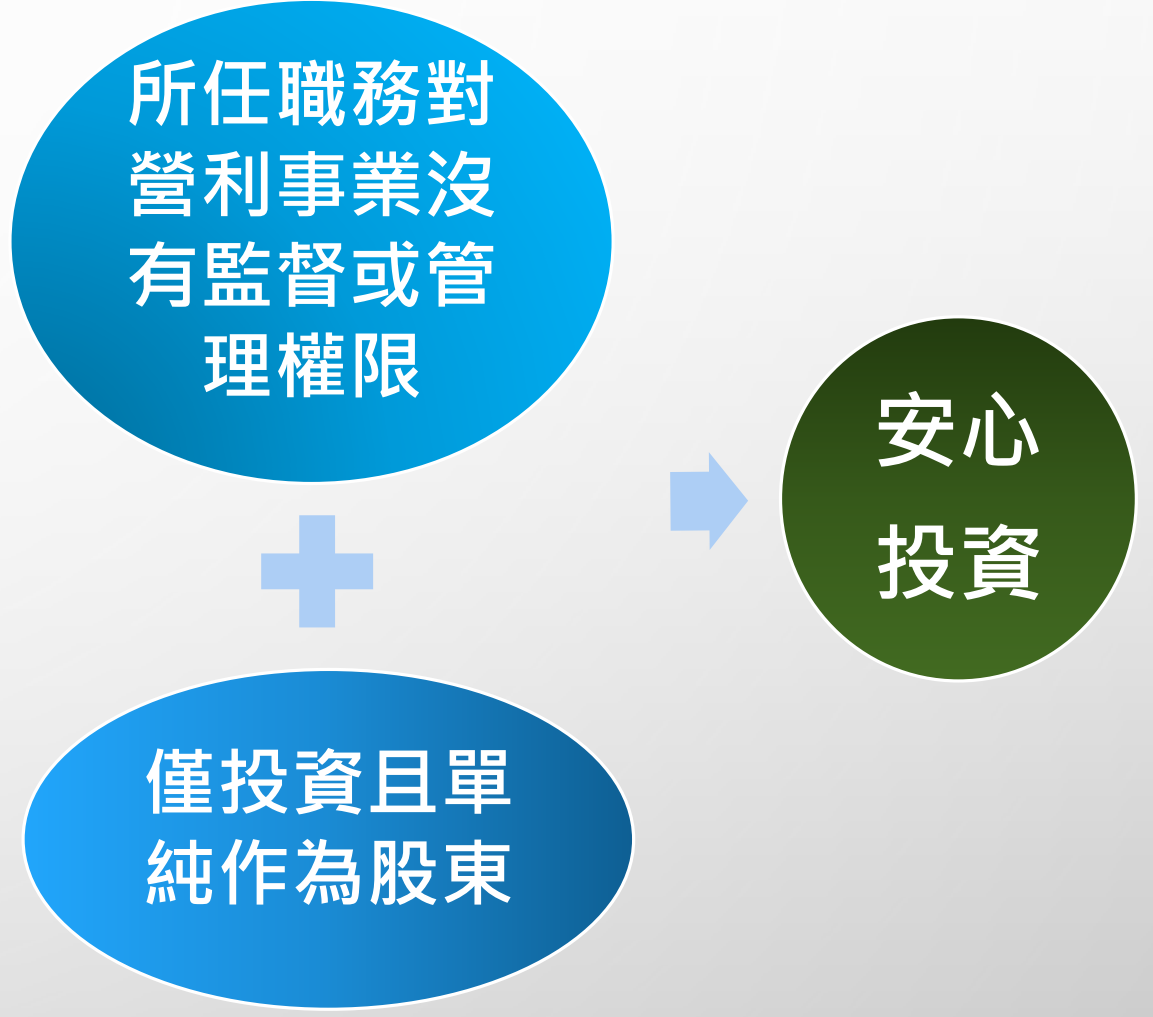 所任職務對
營利事業沒
有監督或管
理權限
僅投資且單
純作為股東
安心
投資